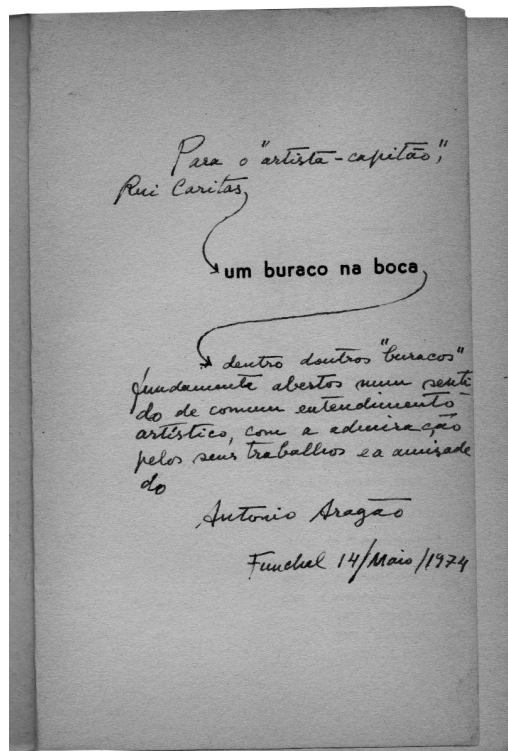 Para o "artista-capitão",
Rui Caritas,
um buraco na boca,
dentro doutros "buracos"
fundamente abertos num senti
do de comum entendimento
artístico, com a admiração
pelos seus trabalhos e a amizade
do
Antonio Aragão
Funchal 14/Maio/1974